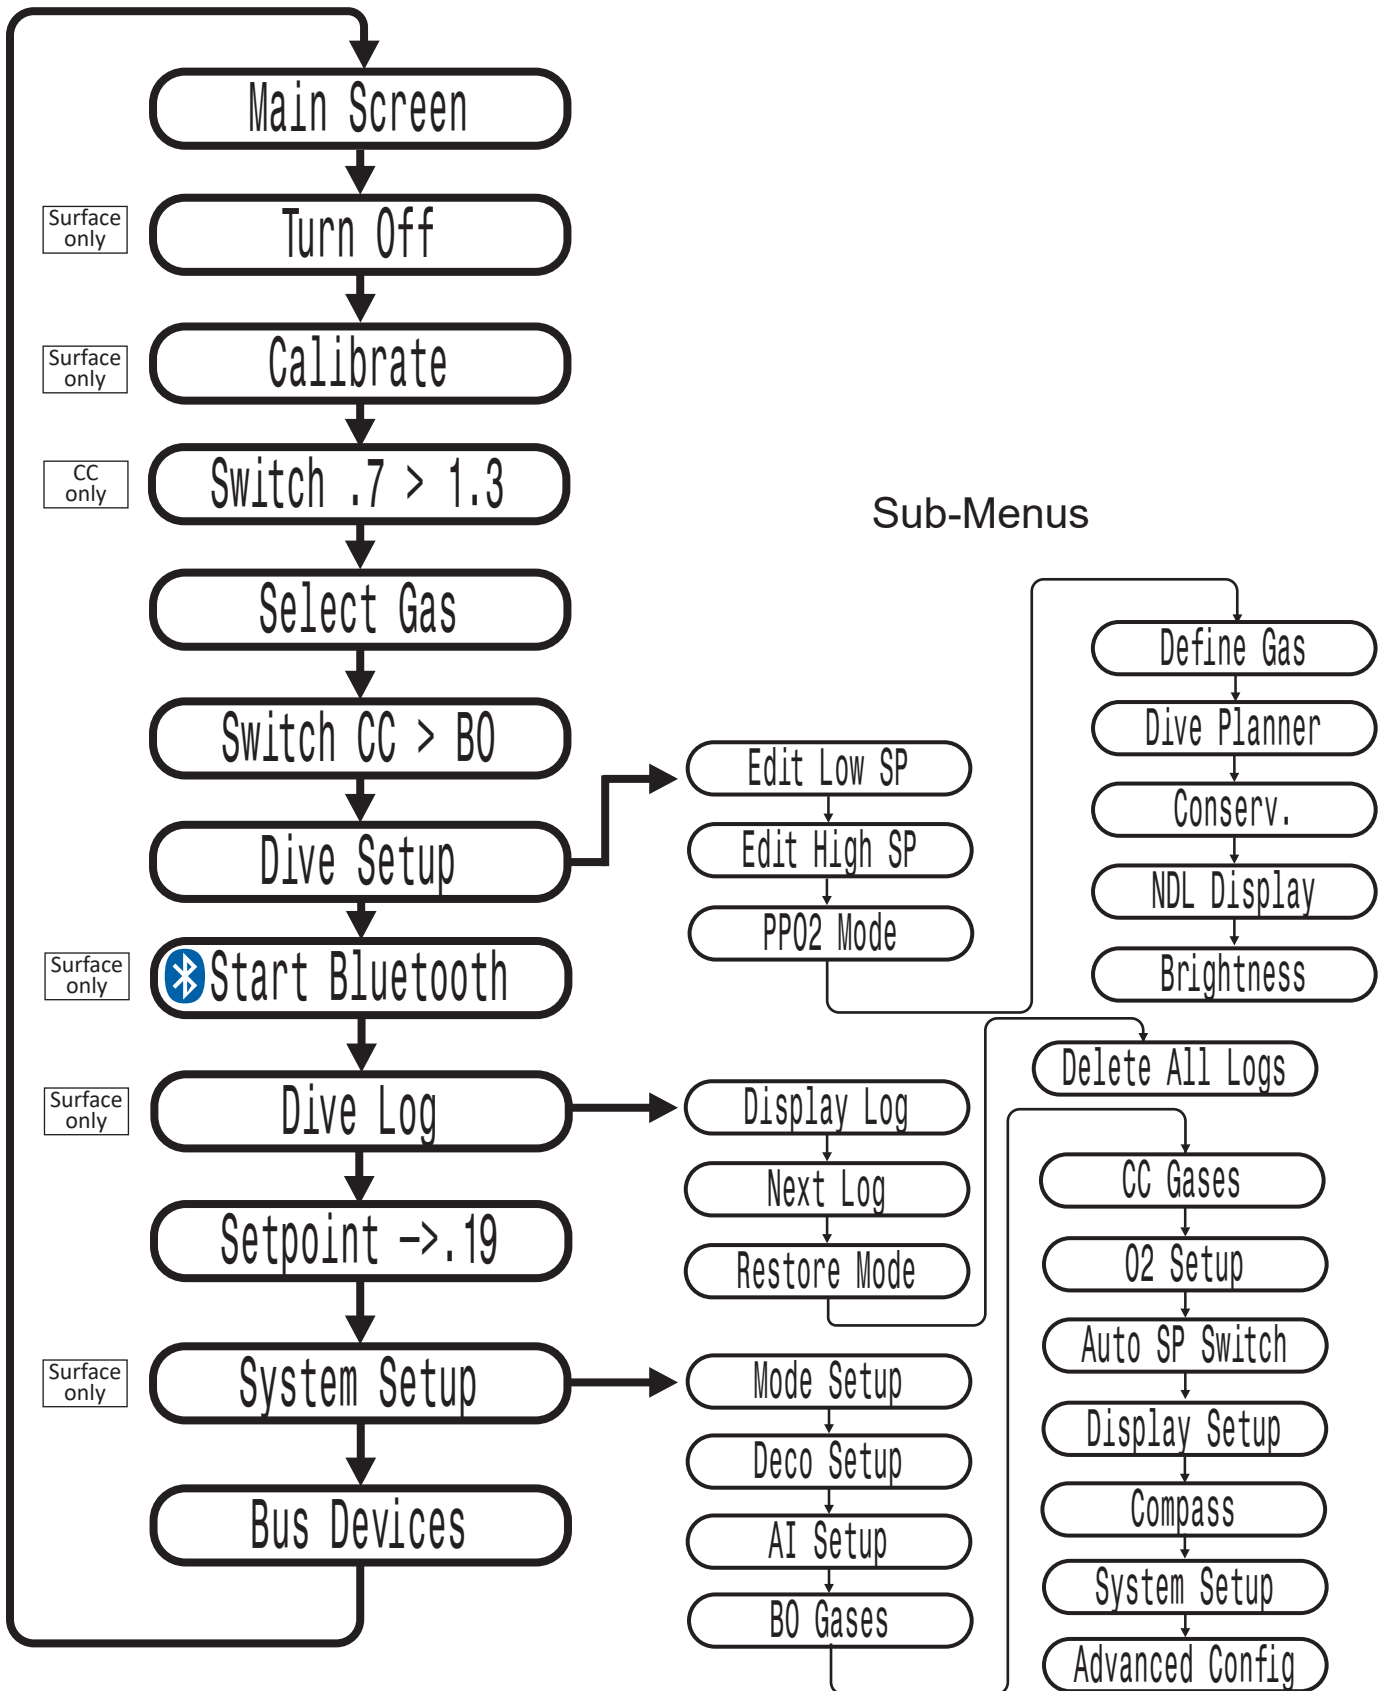 Main Screen
Surface
only
Turn Off
Surface
only
Calibrate
CC
only
Switch .7 > 1.3
Select Gas
Switch CC > BO
Dive Setup
Surface
only
Start Bluetooth
Surface
only
Dive Log
Setpoint –>.19
Surface
only
System Setup
Bus Devices
Sub-Menus
Edit Low SP
Edit High SP
PPO2 Mode
Define Gas
Dive Planner
Conserv.
NDL Display
Brightness
Display Log
Next Log
Restore Mode
Delete All Logs
Mode Setup
Deco Setup
AI Setup
BO Gases
CC Gases
O2 Setup
Auto SP Switch
Display Setup
Compass
System Setup
Advanced Config